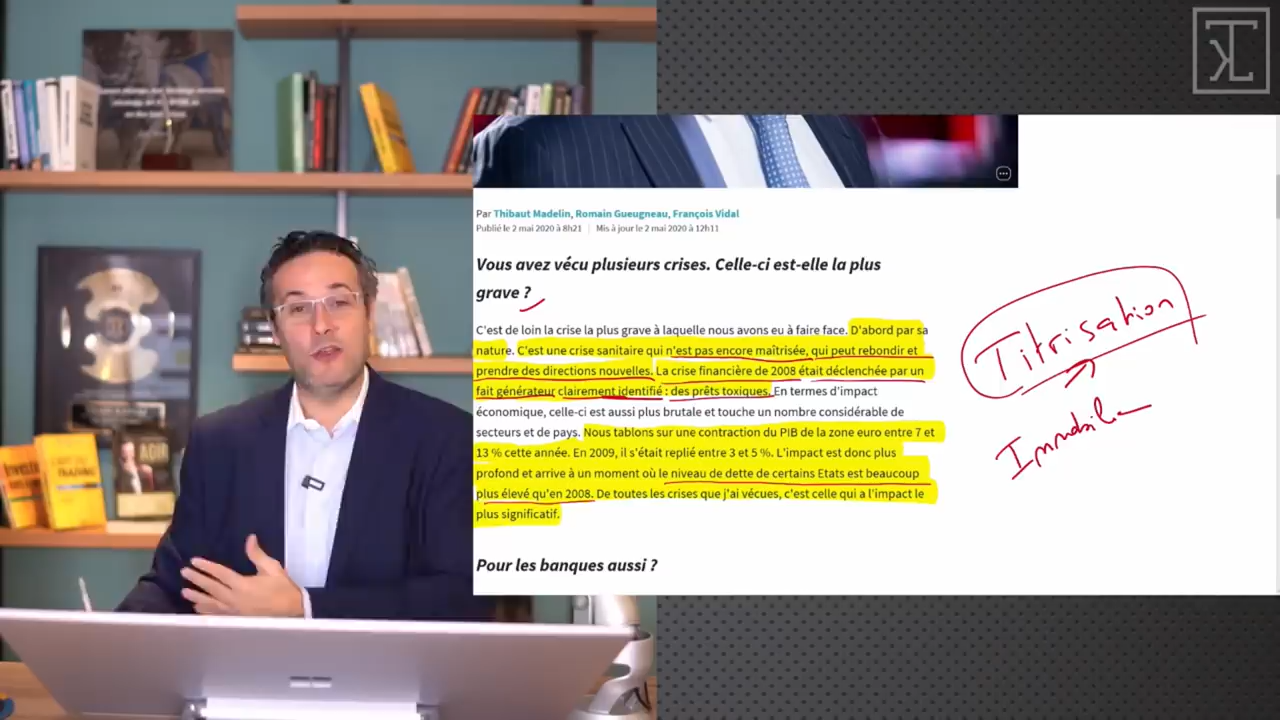 AGIR
Par Thibaut Madelin, Romain Gueugneau, François Vidal
Publié le 2 mai 2020 à 8h21 | Mis à jour le 2 mai 2020 à 12h11
Vous avez vécu plusieurs crises. Celle-ci est-elle la plus
grave ?
C'est de loin la crise la plus grave à laquelle nous avons eu à faire face. D'abord par sa
nature. C'est une crise sanitaire qui n'est pas encore maîtrisée, qui peut rebondir et
prendre des directions nouvelles. La crise financière de 2008 était déclenchée par un
fait générateur clairement identifié : des prêts toxiques. En termes d'impact
économique, celle-ci est aussi plus brutale et touche un nombre considérable de
secteurs et de pays. Nous tablons sur une contraction du PIB de la zone euro entre 7 et
13 % cette année. En 2009, il s'était replié entre 3 et 5 %. L'impact est donc plus
profond et arrive à un moment où le niveau de dette de certains Etats est beaucoup
plus élevé qu'en 2008. De toutes les crises que j'ai vécues, c'est celle qui a l'impact le
plus significatif.
Pour les banques aussi ?
Titrisation
Immobilier